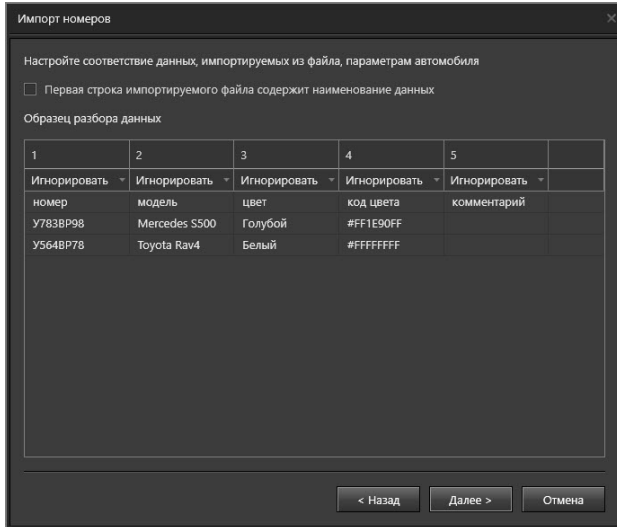 Импорт номеров
Настройте соответствие данных, импортируемых из файла, параметрам автомобиля
Первая строка импортируемого файла содержит наименование данных
Образец разбора данных
1 2 3 4 5
Игнорировать Игнорировать Игнорировать Игнорировать Игнорировать
номер модель цвет код цвета комментарий
У783ВР98 Mercedes S500 Голубой #FF1E90FF
У564ВР78 Toyota Rav4 Белый #FFFFFFFF
< Назад Далее > Отмена